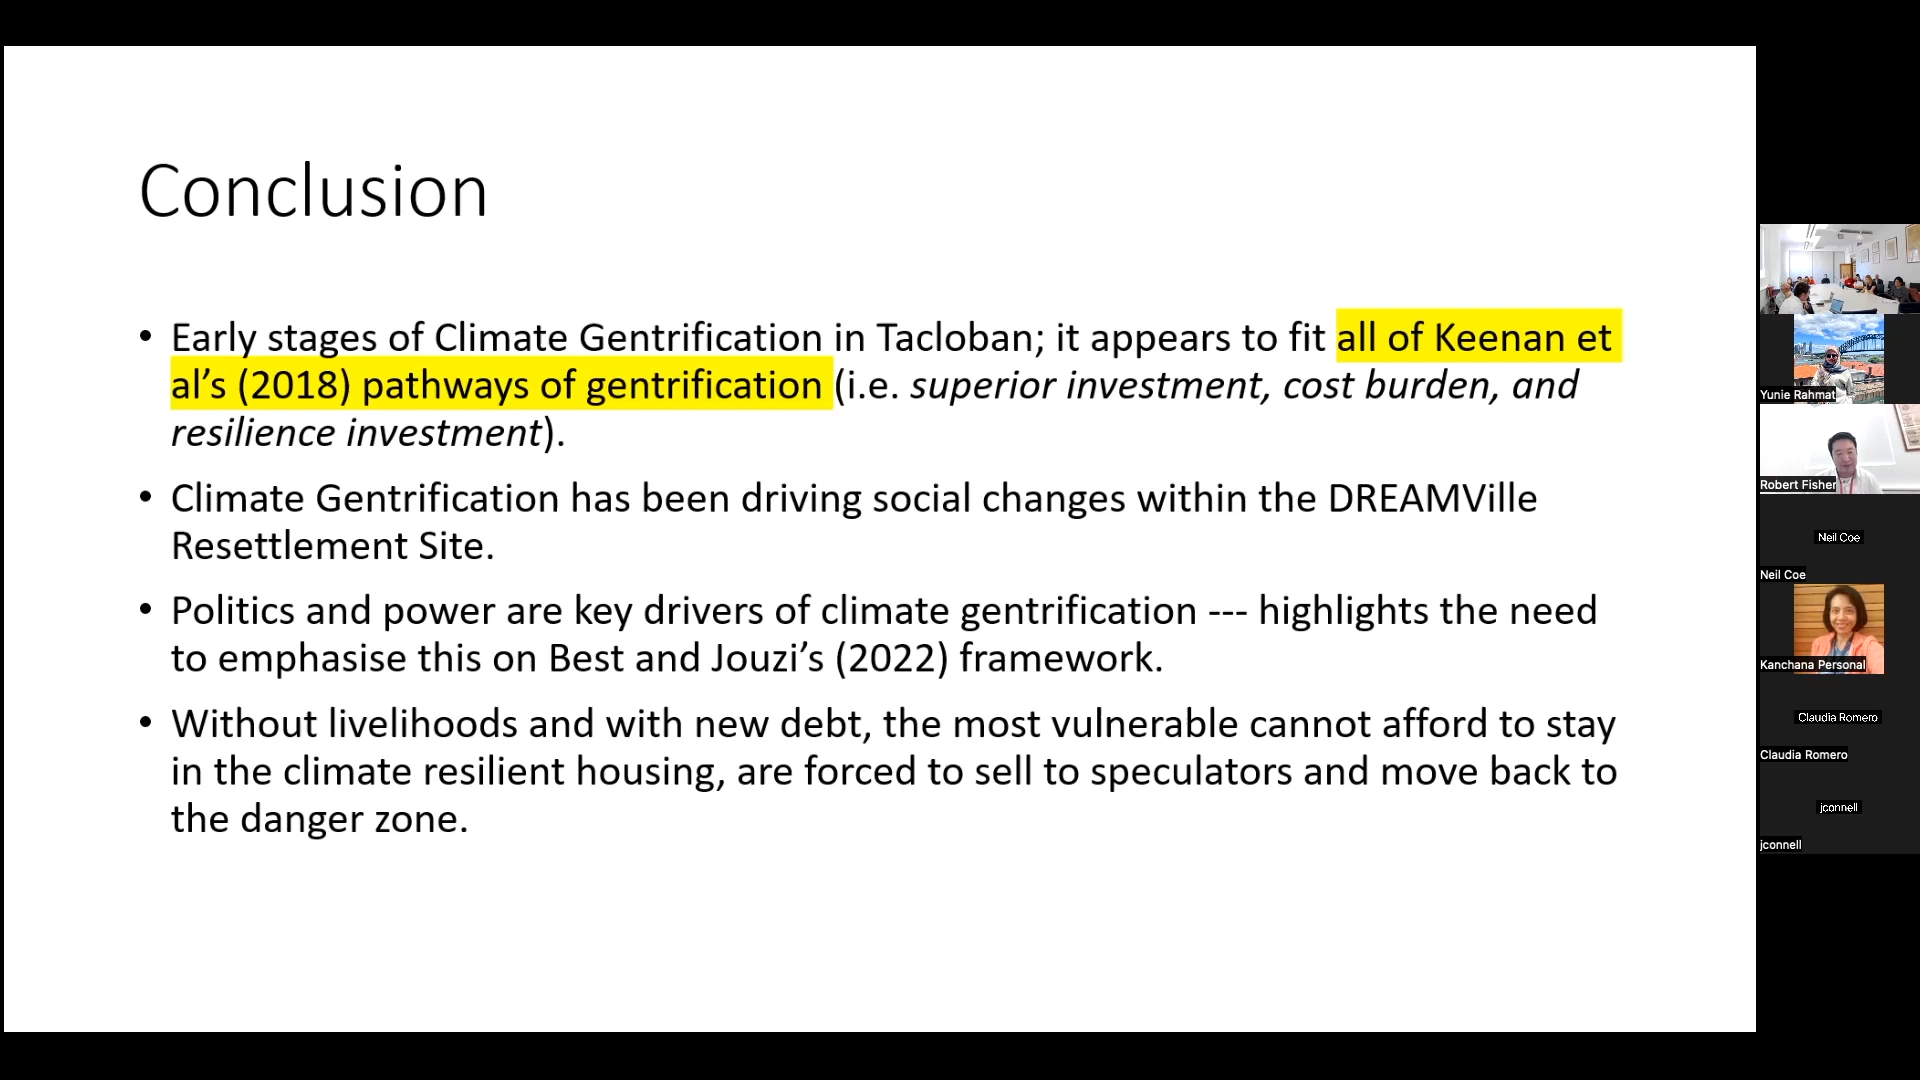 Conclusion
• Early stages of Climate Gentrification in Tacloban; it appears to fit all of Keenan et
al’s (2018) pathways of gentrification (i.e. superior investment, cost burden, and
resilience investment).
• Climate Gentrification has been driving social changes within the DREAMVille
Resettlement Site.
• Politics and power are key drivers of climate gentrification --- highlights the need
to emphasise this on Best and Jouzi’s (2022) framework.
• Without livelihoods and with new debt, the most vulnerable cannot afford to stay
in the climate resilient housing, are forced to sell to speculators and move back to
the danger zone.
Yunie Rahmat
Robert Fisher
Neil Coe
Neil Coe
Kanchana Personal
Claudia Romero
Claudia Romero
jconnell
jconnell